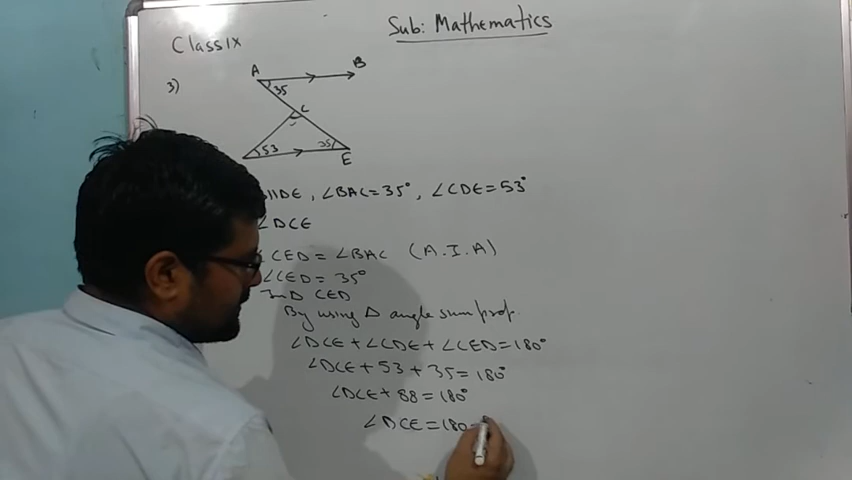 Sub: Mathematics
Class IX
3)
A
B
35
C
53
35
E
IIDE, ∠BAC=35°, ∠CDE=53°
∠DCE
CED = ∠BAC (A.I.A)
∠CED = 35°
In Δ CED
By using Δ angle sum prop.
∠DCE+∠CDE+∠CED=180°
∠DCE+53+35=180°
∠DCE+88=180°
∠DCE=180-